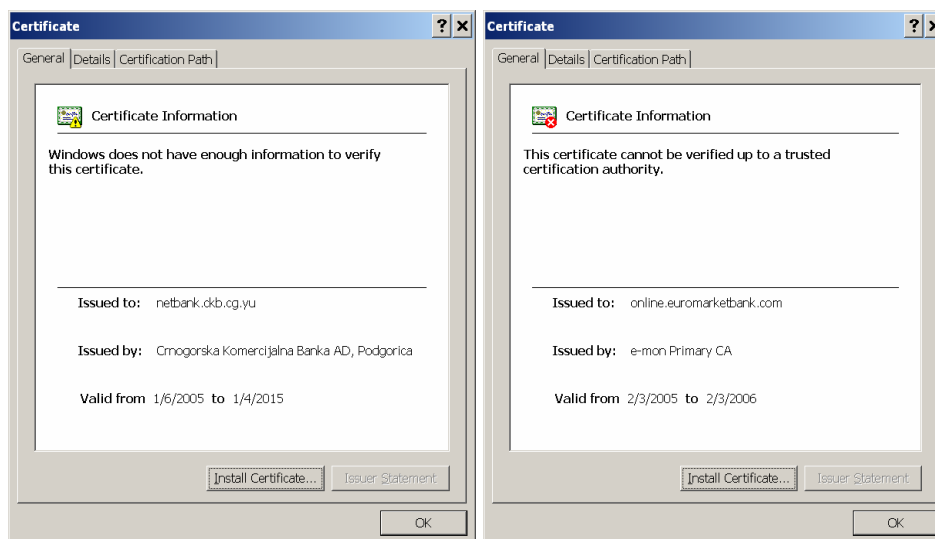 Certificate
General Details Certification Path
Certificate Information
Windows does not have enough information to verify
this certificate.
Issued to: netbank.ckb.cg.yu
Issued by: Crnogorska Komercijalna Banka AD, Podgorica
Valid from 1/6/2005 to 1/4/2015
Install Certificate... Issuer Statement
OK
Certificate
General Details Certification Path
Certificate Information
This certificate cannot be verified up to a trusted
certification authority.
Issued to: online.euromarketbank.com
Issued by: e-mon Primary CA
Valid from 2/3/2005 to 2/3/2006
Install Certificate... Issuer Statement
OK